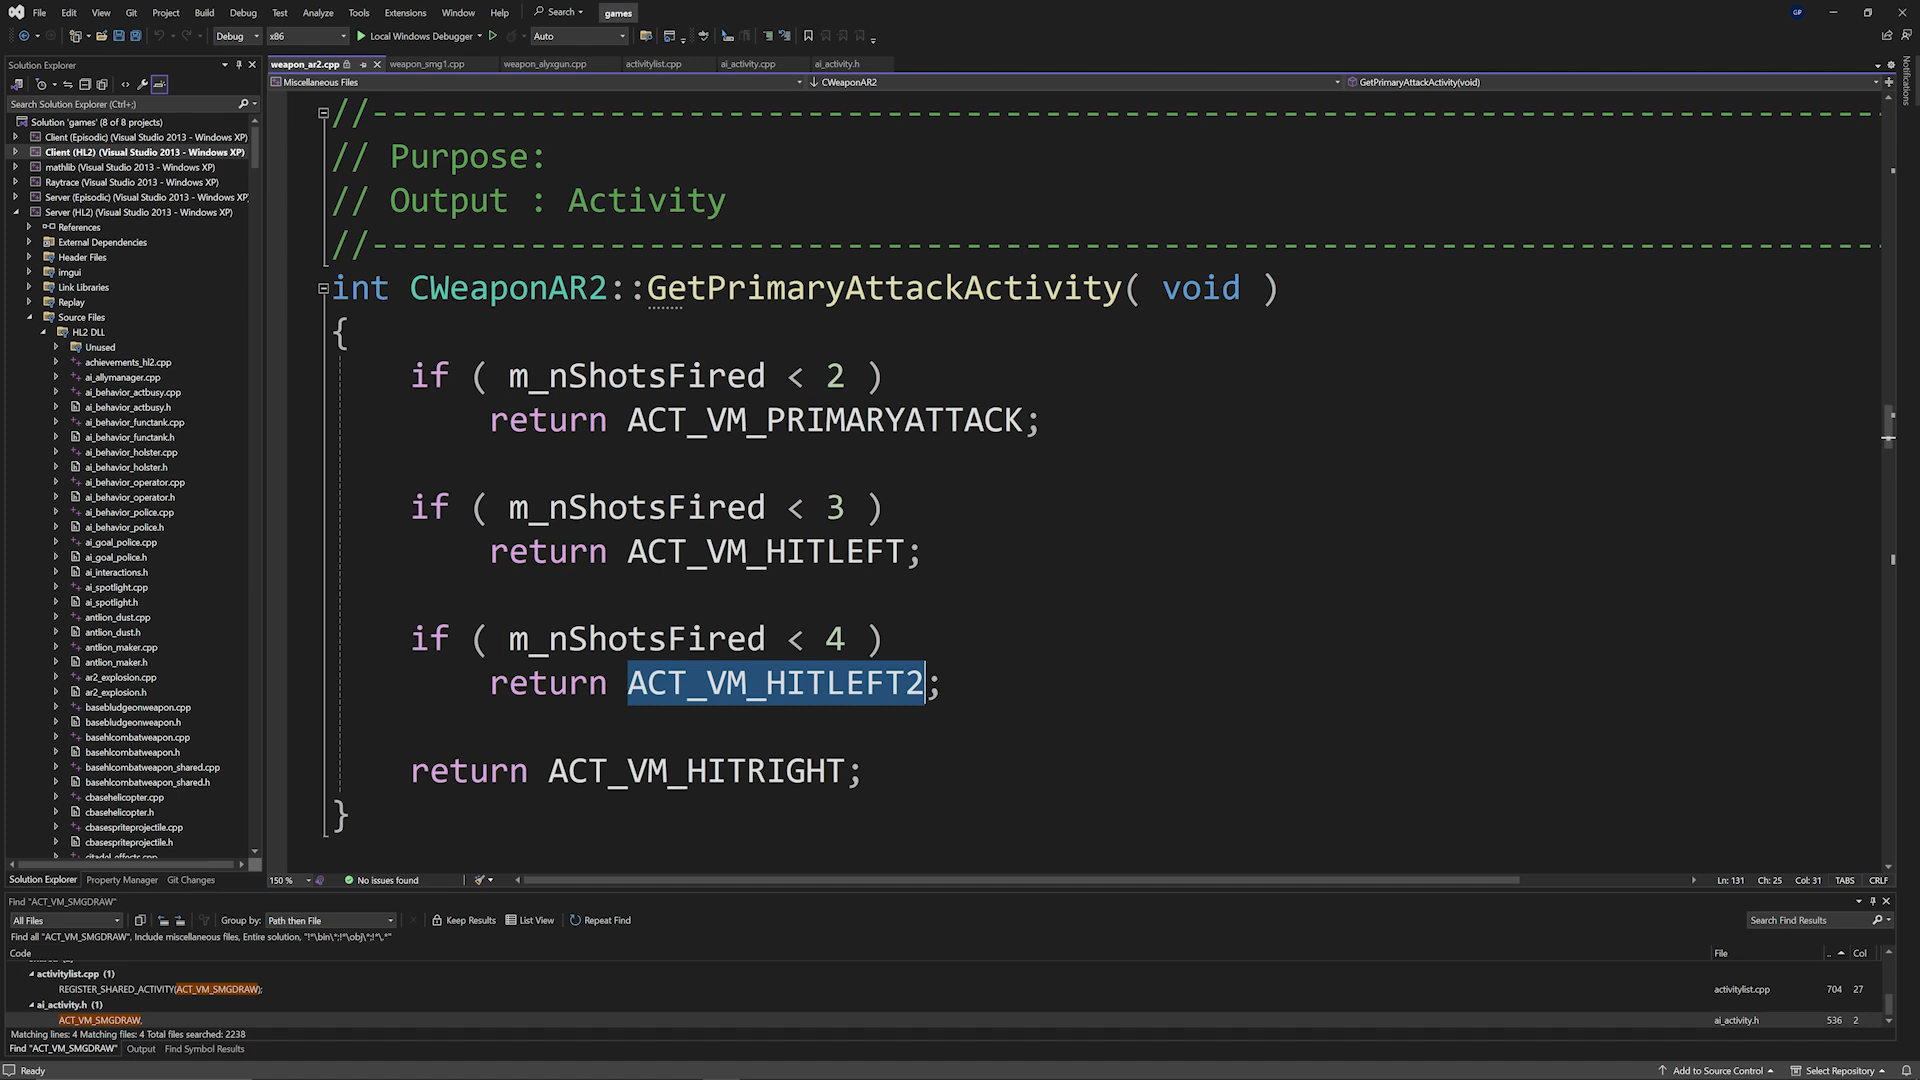 File Edit View Git Project Build Debug Test Analyze Tools Extensions Window Help Search games GP
Debug x86 Local Windows Debugger Auto
Solution Explorer
weapon_ar2.cpp weapon_smg1.cpp weapon_alyxgun.cpp activitylist.cpp ai_activity.cpp ai_activity.h
Miscellaneous Files CWeaponAR2 GetPrimaryAttackActivity(void)
Notifications
Search Solution Explorer (Ctrl+;)
Solution 'games' (8 of 8 projects)
Client (Episodic) (Visual Studio 2013 - Windows XP)
Client (HL2) (Visual Studio 2013 - Windows XP)
mathlib (Visual Studio 2013 - Windows XP)
Raytrace (Visual Studio 2013 - Windows XP)
Server (Episodic) (Visual Studio 2013 - Windows XP)
Server (HL2) (Visual Studio 2013 - Windows XP)
References
External Dependencies
Header Files
imgui
Link Libraries
Replay
Source Files
HL2 DLL
Unused
achievements_hl2.cpp
ai_allymanager.cpp
ai_behavior_actbusy.cpp
ai_behavior_actbusy.h
ai_behavior_functank.cpp
ai_behavior_functank.h
ai_behavior_holster.cpp
ai_behavior_holster.h
ai_behavior_operator.cpp
ai_behavior_operator.h
ai_behavior_police.cpp
ai_behavior_police.h
ai_goal_police.cpp
ai_goal_police.h
ai_interactions.h
ai_spotlight.cpp
ai_spotlight.h
antlion_dust.cpp
antlion_dust.h
antlion_maker.cpp
antlion_maker.h
ar2_explosion.cpp
ar2_explosion.h
basebludgeonweapon.cpp
basebludgeonweapon.h
basehlcombatweapon.cpp
basehlcombatweapon.h
basehlcombatweapon_shared.cpp
basehlcombatweapon_shared.h
cbasehelicopter.cpp
cbasehelicopter.h
cbasespriteprojectile.cpp
cbasespriteprojectile.h
citadel_effects.cpp
Solution Explorer Property Manager Git Changes
//-----------------------------------------------------------------------------
// Purpose:
// Output : Activity
//-----------------------------------------------------------------------------
int CWeaponAR2::GetPrimaryAttackActivity( void )
{
if ( m_nShotsFired < 2 )
return ACT_VM_PRIMARYATTACK;
if ( m_nShotsFired < 3 )
return ACT_VM_HITLEFT;
if ( m_nShotsFired < 4 )
return ACT_VM_HITLEFT2;
return ACT_VM_HITRIGHT;
}
150 % No issues found Ln: 131 Ch: 25 Col: 31 TABS CRLF
Find "ACT_VM_SMGDRAW"
All Files Group by: Path then File Keep Results List View Repeat Find Search Find Results
Find all "ACT_VM_SMGDRAW", Include miscellaneous files, Entire solution, "!*\bin\*;!*\obj\*;!*\.*"
Code File .. Col
activitylist.cpp (1)
REGISTER_SHARED_ACTIVITY(ACT_VM_SMGDRAW); activitylist.cpp 704 27
ai_activity.h (1)
ACT_VM_SMGDRAW, ai_activity.h 536 2
Matching lines: 4 Matching files: 4 Total files searched: 2238
Find "ACT_VM_SMGDRAW" Output Find Symbol Results
Ready Add to Source Control Select Repository